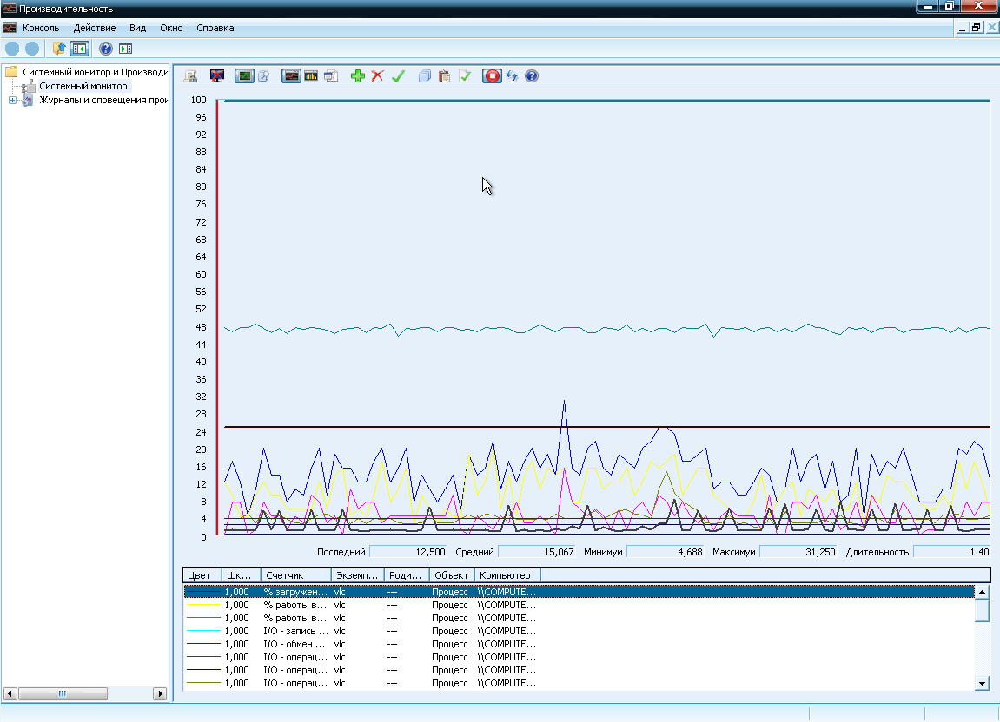 Производительность
Консоль Действие Вид Окно Справка
Системный монитор и Производи
Системный монитор
Журналы и оповещения прои
100
96
92
88
84
80
76
72
68
64
60
56
52
48
44
40
36
32
28
24
20
16
12
8
4
0
Последний 12,500 Средний 15,067 Минимум 4,688 Максимум 31,250 Длительность 1:40
Цвет Шк... Счетчик Экземп... Роди... Объект Компьютер
1,000 % загружен... vlc --- Процесс \\COMPUTE...
1,000 % работы в... vlc --- Процесс \\COMPUTE...
1,000 % работы в... vlc --- Процесс \\COMPUTE...
1,000 I/O - запись ... vlc --- Процесс \\COMPUTE...
1,000 I/O - обмен ... vlc --- Процесс \\COMPUTE...
1,000 I/O - операц... vlc --- Процесс \\COMPUTE...
1,000 I/O - операц... vlc --- Процесс \\COMPUTE...
1,000 I/O - операц... vlc --- Процесс \\COMPUTE...